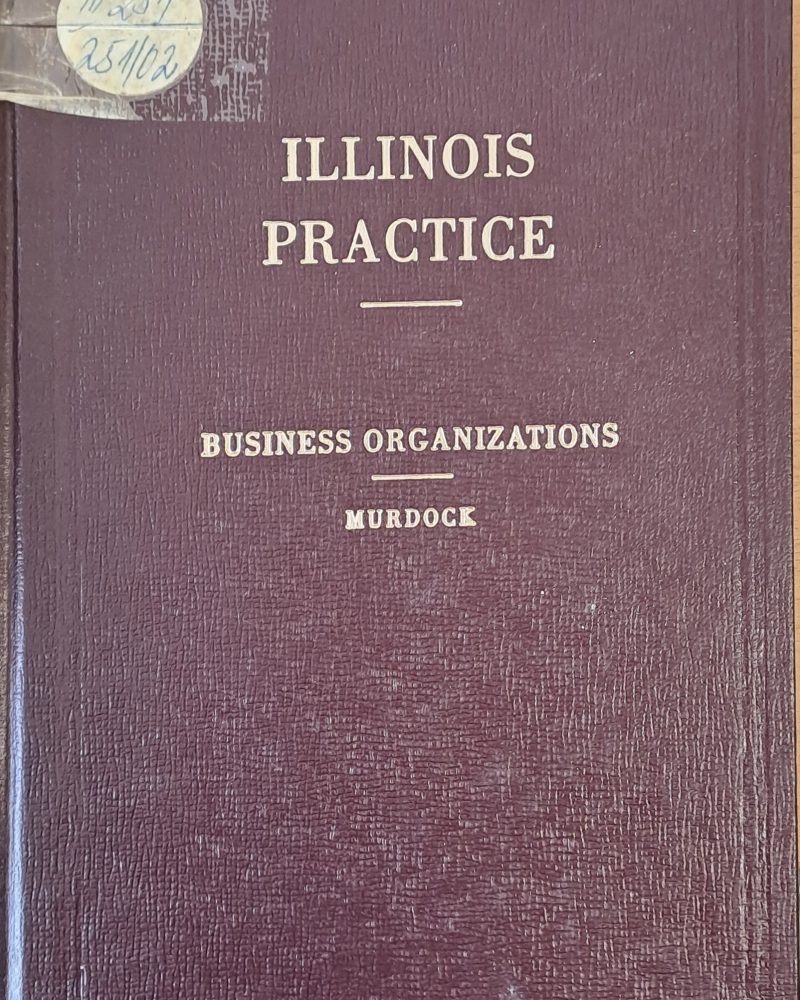 251/02
ILLINOIS
PRACTICE
BUSINESS ORGANIZATIONS
MURDOCK